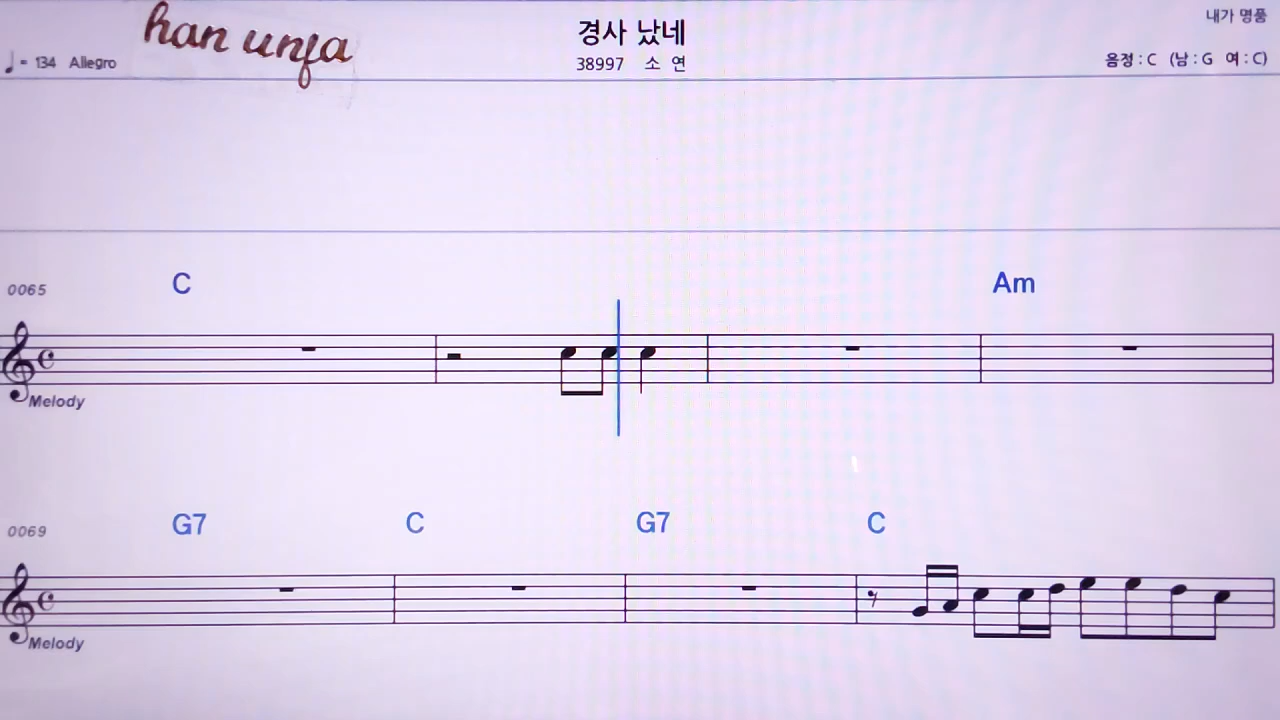 han unja
경사 났네
내가 명품
♩= 134 Allegro
38997 소 연
음정 : C (남 : G 여 : C)
0065
C
Am
Melody
0069
G7
C
G7
C
Melody